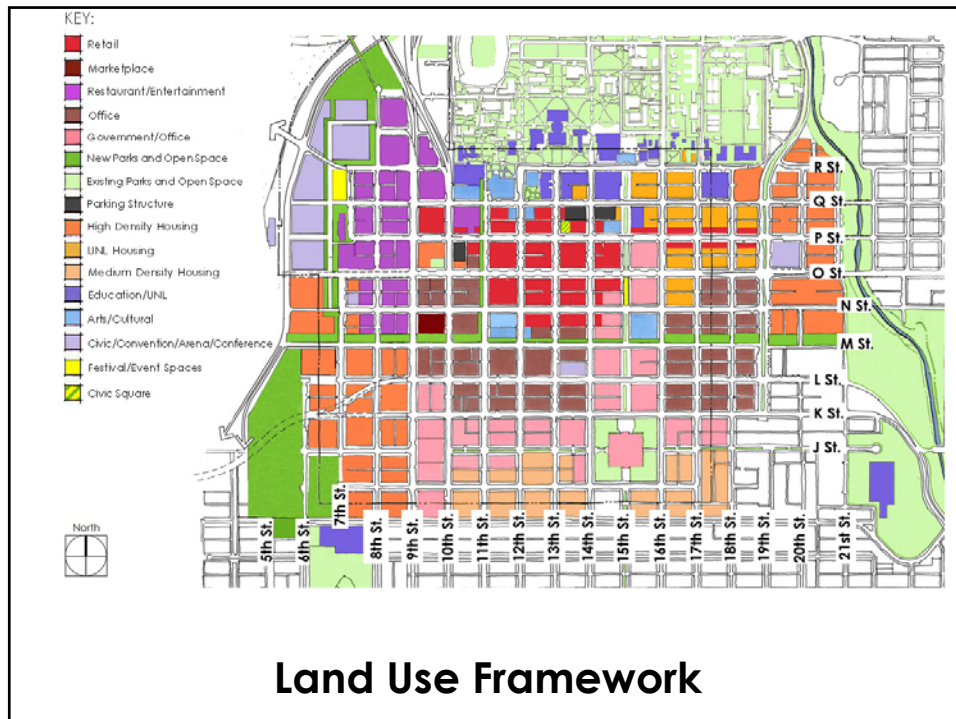 KEY:
Retail
Marketplace
Restaurant/Entertainment
Office
Government/Office
New Parks and Open Space
Existing Parks and Open Space
Parking Structure
High Density Housing
UNL Housing
Medium Density Housing
Education/UNL
Arts/Cultural
Civic/Convention/Arena/Conference
Festival/Event Spaces
Civic Square
R St.
Q St.
P St.
O St.
N St.
M St.
L St.
K St.
J St.
North
5th St.
6th St.
7th St.
8th St.
9th St.
10th St.
11th St.
12th St.
13th St.
14th St.
15th St.
16th St.
17th St.
18th St.
19th St.
20th St.
21st St.
Land Use Framework